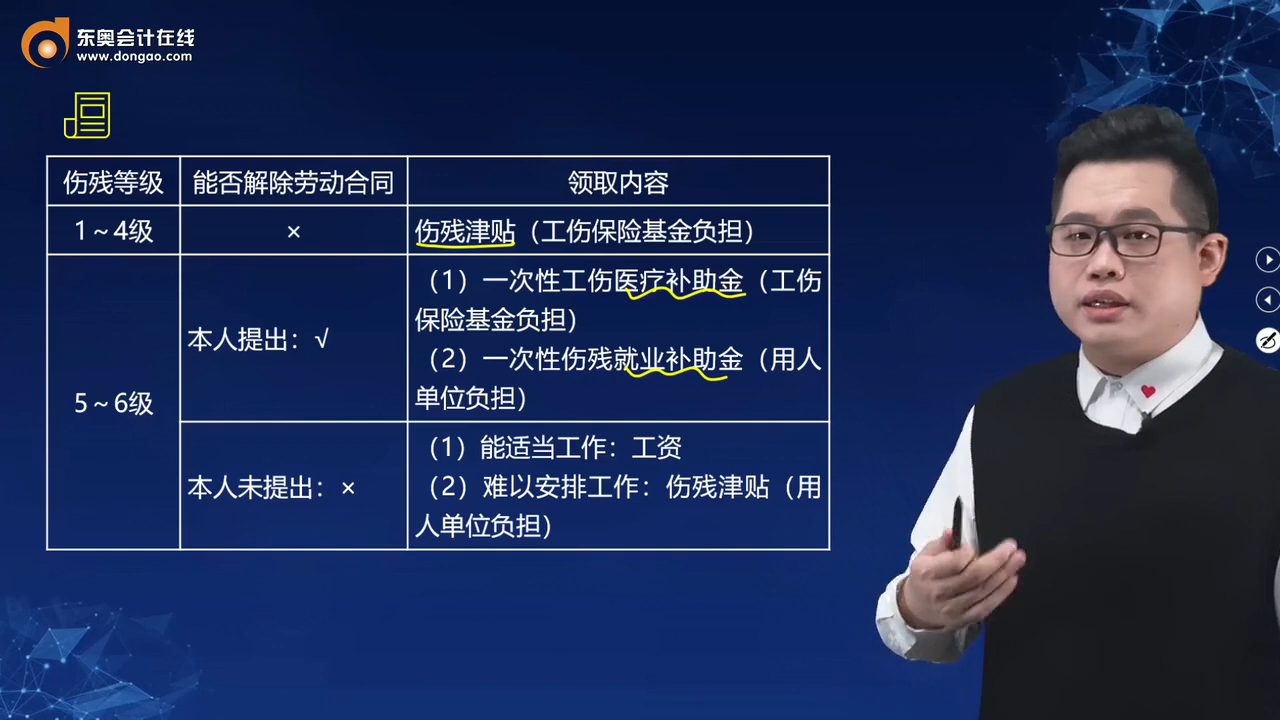 东奥会计在线
www.dongao.com
伤残等级
能否解除劳动合同
领取内容
1～4级
×
伤残津贴（工伤保险基金负担）
5～6级
本人提出：√
（1）一次性工伤医疗补助金（工伤
保险基金负担）
（2）一次性伤残就业补助金（用人
单位负担）
本人未提出：×
（1）能适当工作：工资
（2）难以安排工作：伤残津贴（用
人单位负担）